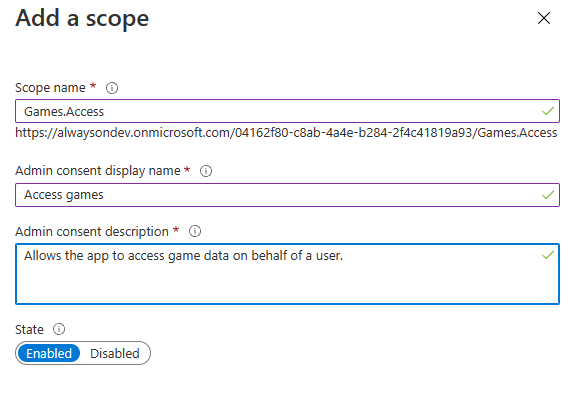 Add a scope
Scope name *
Games.Access
https://alwaysondev.onmicrosoft.com/04162f80-c8ab-4a4e-b284-2f4c41819a93/Games.Access
Admin consent display name *
Access games
Admin consent description *
Allows the app to access game data on behalf of a user.
State
Enabled Disabled